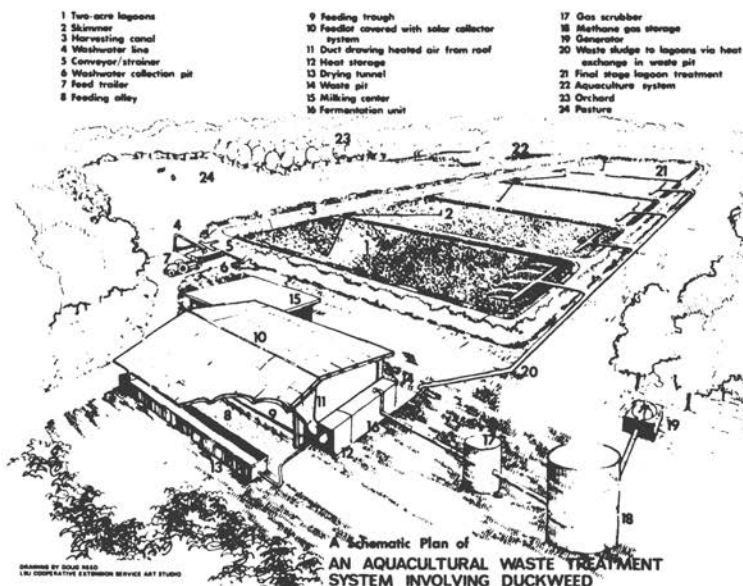 1 Two-acre lagoons
2 Skimmer
3 Harvesting canal
4 Washwater line
5 Conveyor/strainer
6 Washwater collection pit
7 Feed trailer
8 Feeding alley
9 Feeding trough
10 Feedlot covered with solar collector
system
11 Duct drawing heated air from roof
12 Heat storage
13 Drying tunnel
14 Waste pit
15 Milking center
16 Fermentation unit
17 Gas scrubber
18 Methane gas storage
19 Generator
20 Waste sludge to lagoons via heat
exchange in waste pit
21 Final stage lagoon treatment
22 Aquaculture system
23 Orchard
24 Pasture
23
22
21
24
3
2
4
5
1
7
6
15
10
20
11
8
9
16
19
17
12
13
18
A Schematic Plan of
AN AQUACULTURAL WASTE TREATMENT
SYSTEM INVOLVING DUCKWEED
DRAWING BY DOUG REED
LSU COOPERATIVE EXTENSION SERVICE ART STUDIO